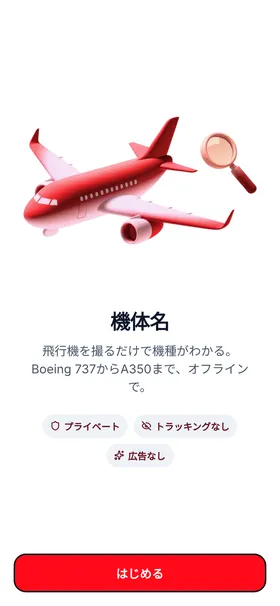 機体名
飛行機を撮るだけで機種がわかる。
Boeing 737からA350まで、オフライン
で。
プライベート
トラッキングなし
広告なし
はじめる